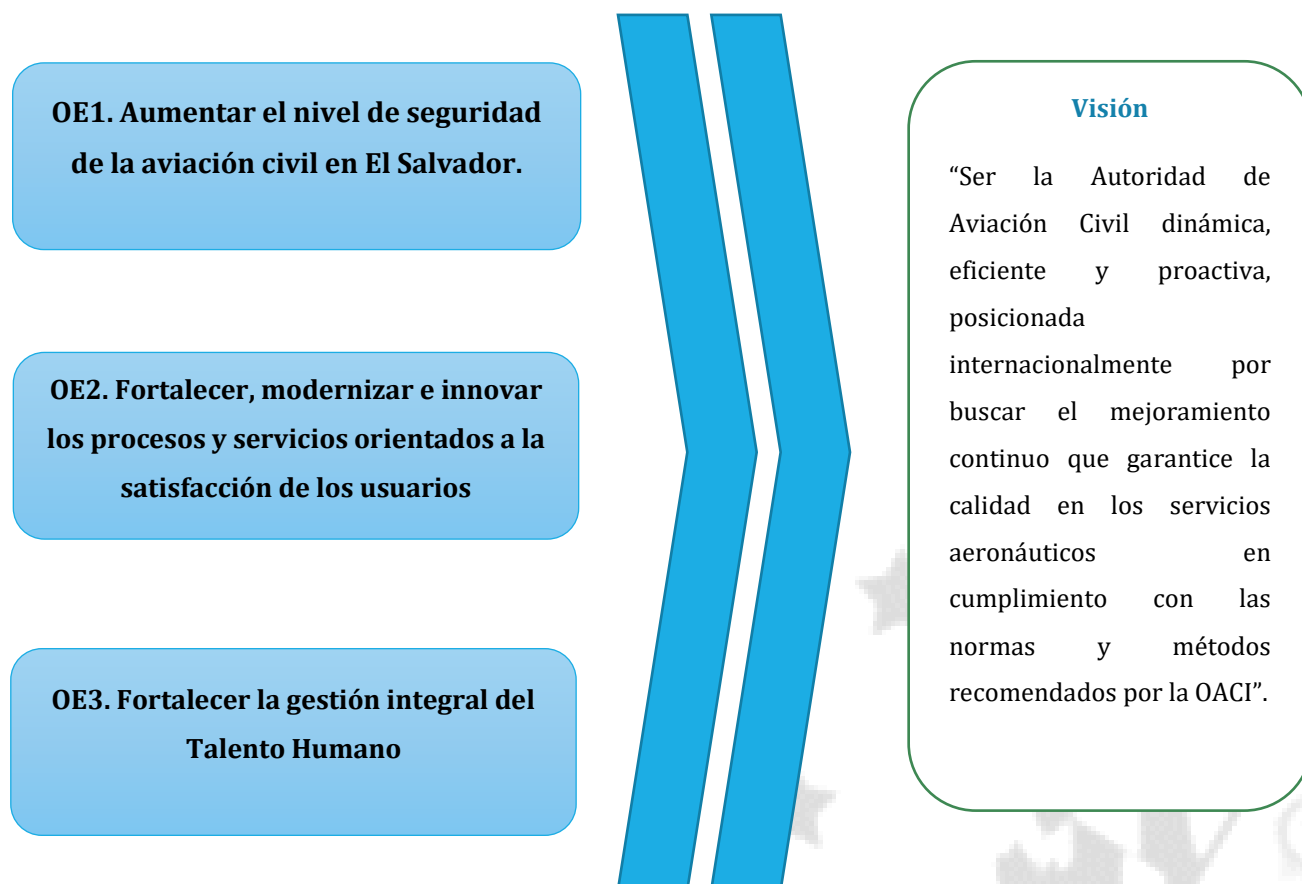 OE1. Aumentar el nivel de seguridad
de la aviación civil en El Salvador.
OE2. Fortalecer, modernizar e innovar
los procesos y servicios orientados a la
satisfacción de los usuarios
OE3. Fortalecer la gestión integral del
Talento Humano
Visión
“Ser la Autoridad de
Aviación Civil dinámica,
eficiente y proactiva,
posicionada
internacionalmente por
buscar el mejoramiento
continuo que garantice la
calidad en los servicios
aeronáuticos en
cumplimiento con las
normas y métodos
recomendados por la OACI”.